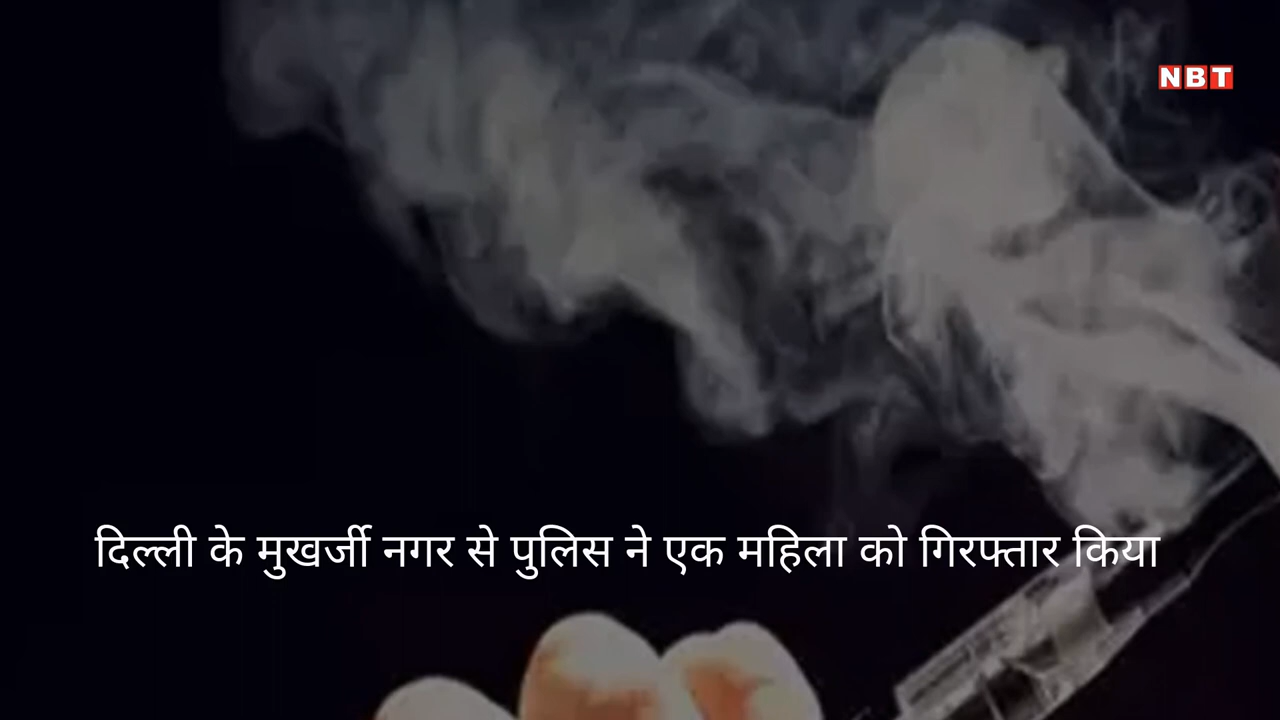 NBT
दिल्ली के मुखर्जी नगर से पुलिस ने एक महिला को गिरफ्तार किया